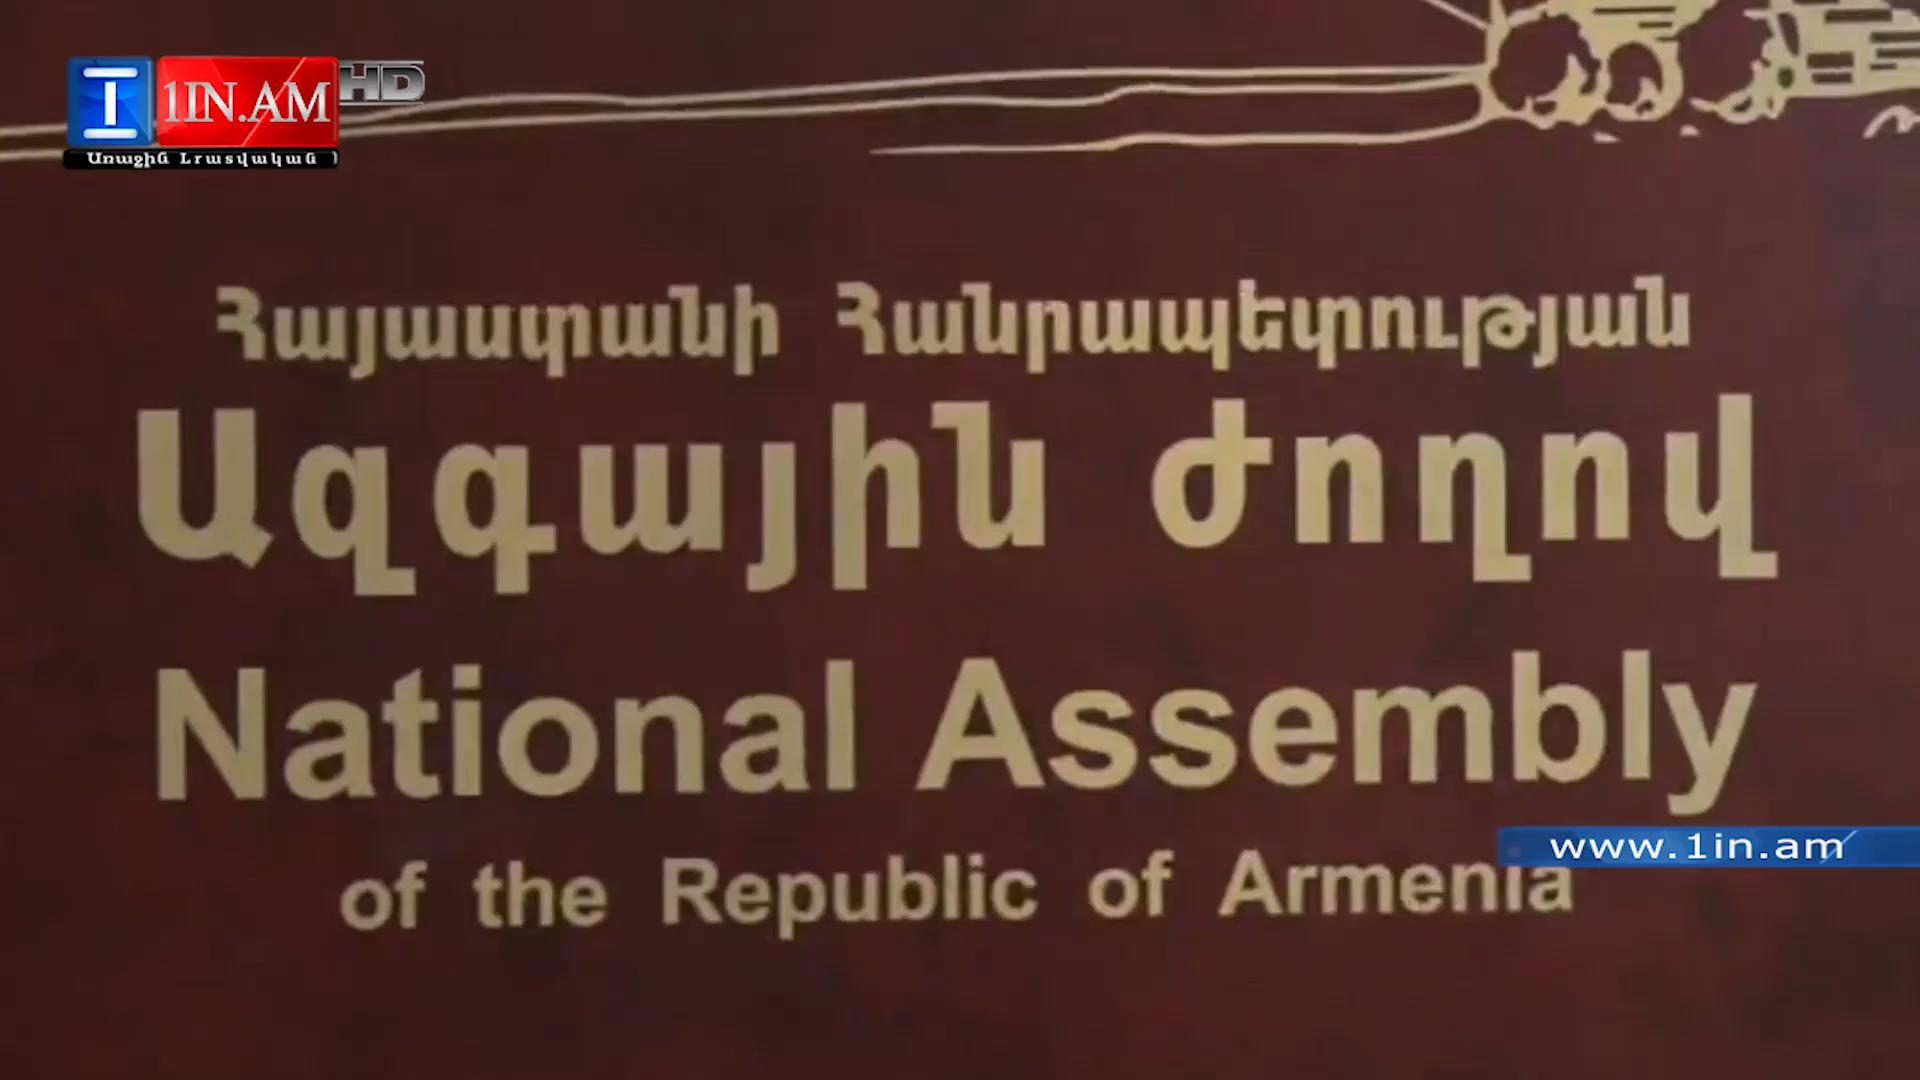 1IN.AM HD
Առաջին Լրատվական
Հայաստանի Հանրապետության
Ազգային Ժողով
National Assembly
www.1in.am
of the Republic of Armenia